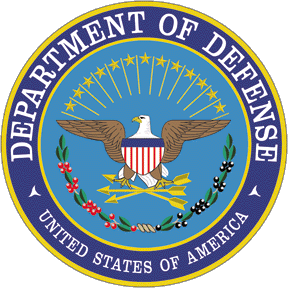 DEPARTMENT OF DEFENSE
UNITED STATES OF AMERICA